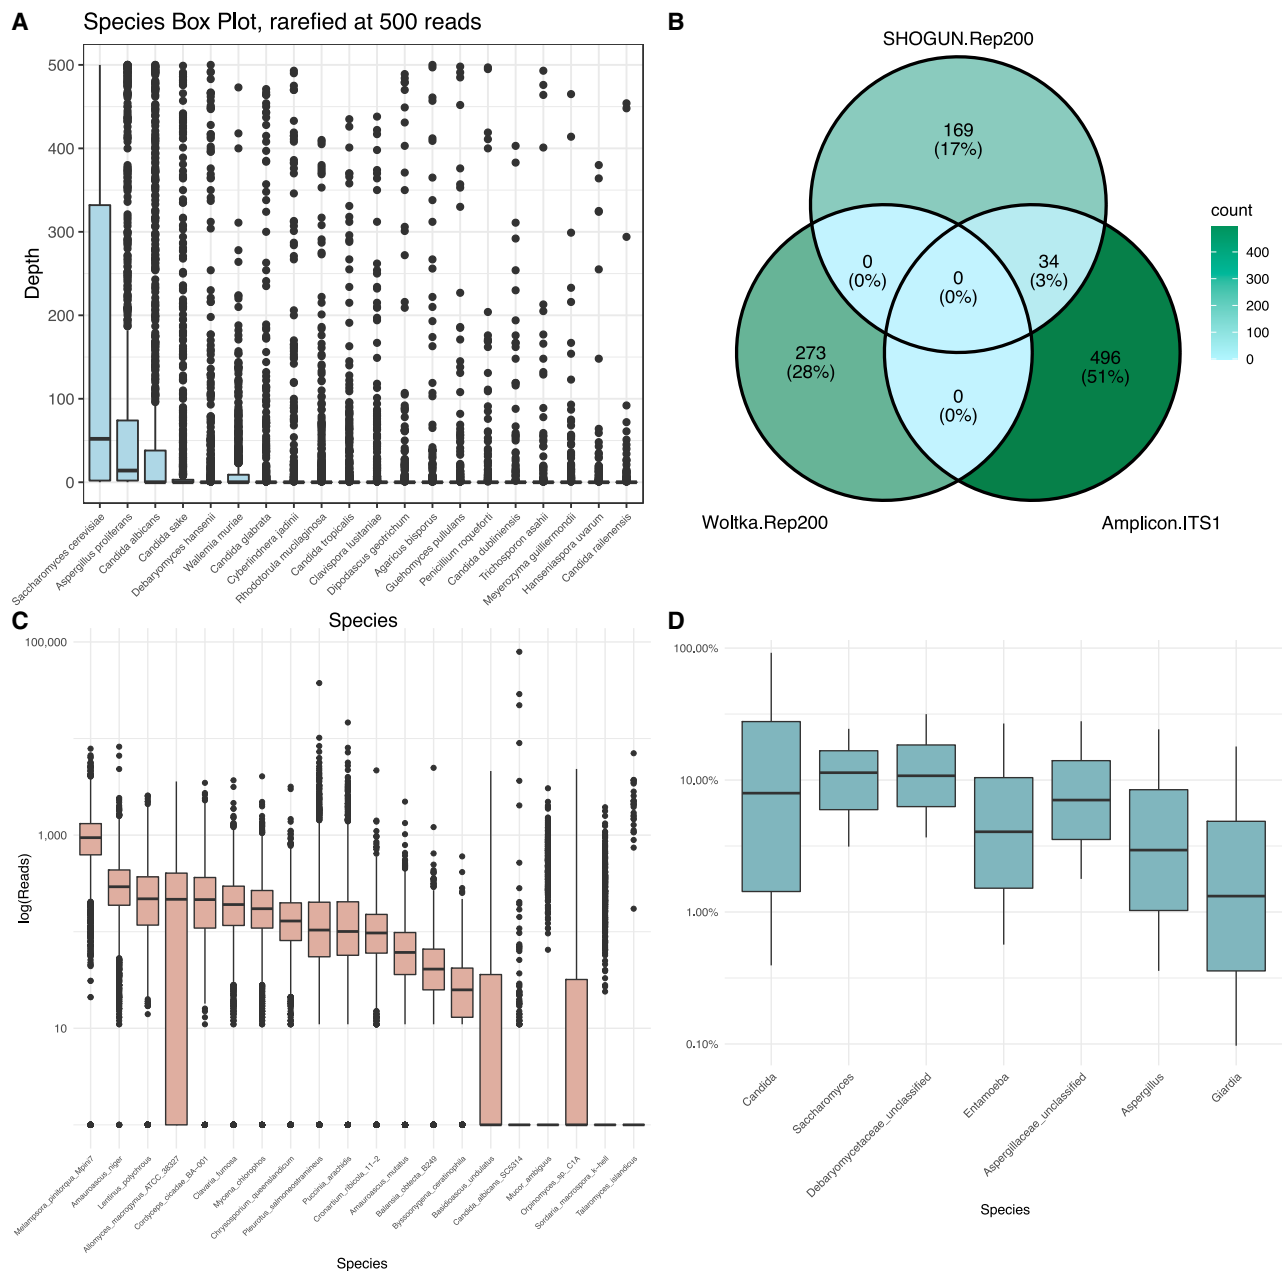 A
Species Box Plot, rarefied at 500 reads
500
400
300
200
100
0
Depth
Saccharomyces cerevisiae
Aspergillus proliferans
Candida albicans
Candida sake
Debaryomyces hansenii
Wallemia muriae
Candida glabrata
Cyberlindnera jadinii
Rhodotorula mucilaginosa
Candida tropicalis
Clavispora lusitaniae
Dipodascus geotrichum
Agaricus bisporus
Guehomyces pullulans
Penicillium roqueforti
Candida dubliniensis
Trichosporon asahii
Meyerozyma guilliermondii
Hanseniaspora uvarum
Candida railenensis
Species
B
SHOGUN.Rep200
169
(17%)
0
(0%)
0
(0%)
34
(3%)
273
(28%)
496
(51%)
0
(0%)
Woltka.Rep200
Amplicon.ITS1
count
400
300
200
100
0
C
100,000
1,000
10
log(Reads)
Melampsora_pinitorqua_Mpini7
Amauroascus_niger
Lentinus_polychrous
Allomyces_macrogynus_ATCC_38327
Cordyceps_cicadae_BA-001
Clavaria_fumosa
Mycena_chlorophos
Chrysosporium_queenslandicum
Pleurotus_salmoneostramineus
Puccinia_arachidis
Cronartium_ribicola_11-2
Amauroascus_mutatus
Balansia_obtecta_B249
Byssoonygena_ceratinophila
Basidioascus_undulatus
Candida_albicans_SC5314
Mucor_ambiguus
Orpinomyces_sp._C1A
Sordaria_macrospora_k-hell
Talaromyces_islandicus
Species
D
100.00%
10.00%
1.00%
0.10%
Candida
Saccharomyces
Debaryomycetaceae_unclassified
Entamoeba
Aspergillaceae_unclassified
Aspergillus
Giardia
Species